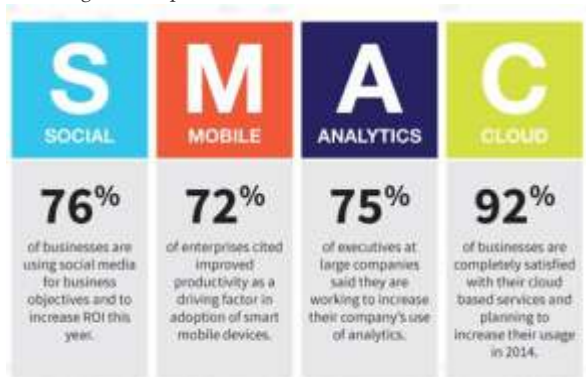 S
SOCIAL
76%
of businesses are
using social media
for business
objectives and to
increase ROI this
year.
M
MOBILE
72%
of enterprises cited
improved
productivity as a
driving factor in
adoption of smart
mobile devices.
A
ANALYTICS
75%
of executives at
large companies
said they are
working to increase
their company's use
of analytics.
C
CLOUD
92%
of businesses are
completely satisfied
with their cloud
based services and
planning to
increase their usage
in 2014.